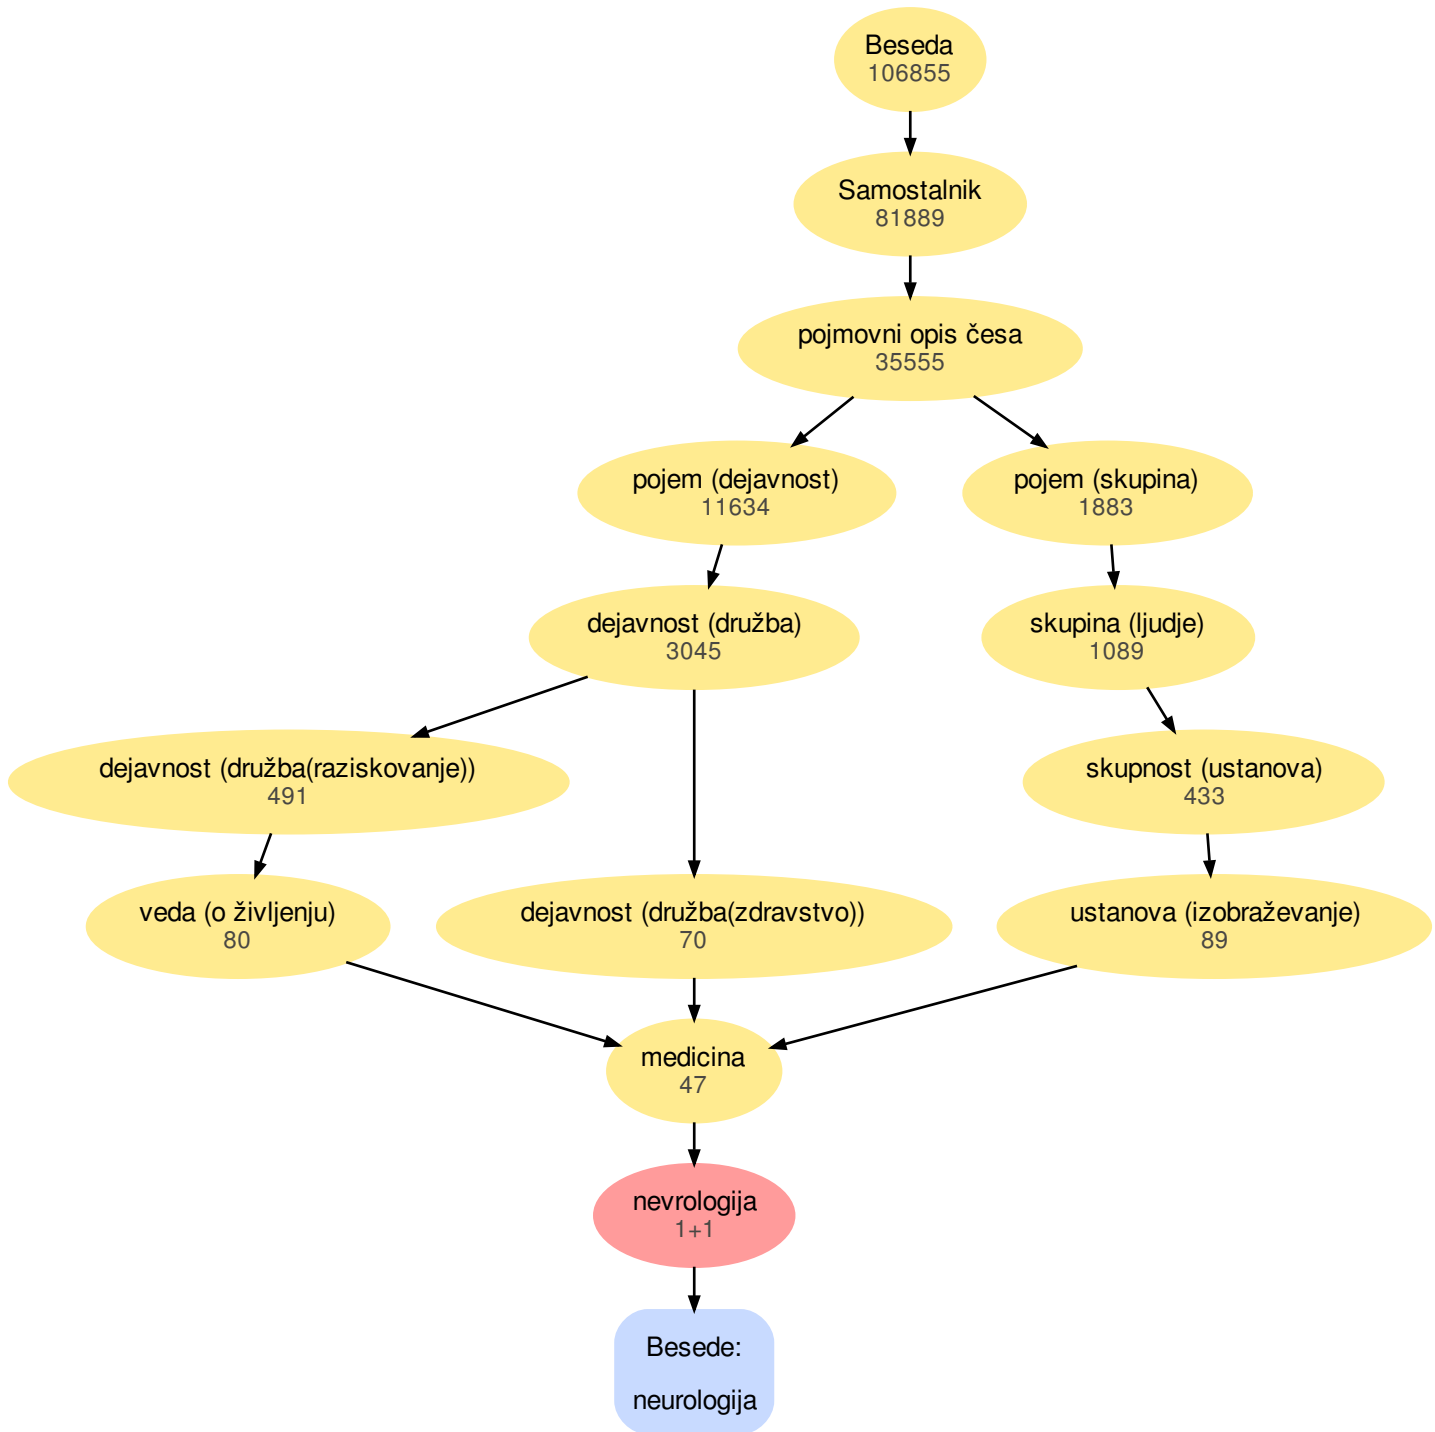 Beseda
106855
Samostalnik
81889
pojmovni opis česa
35555
pojem (dejavnost)
11634
pojem (skupina)
1883
dejavnost (družba)
3045
skupina (ljudje)
1089
dejavnost (družba(raziskovanje))
491
skupnost (ustanova)
433
veda (o življenju)
80
dejavnost (družba(zdravstvo))
70
ustanova (izobraževanje)
89
medicina
47
nevrologija
1+1
Besede:
neurologija